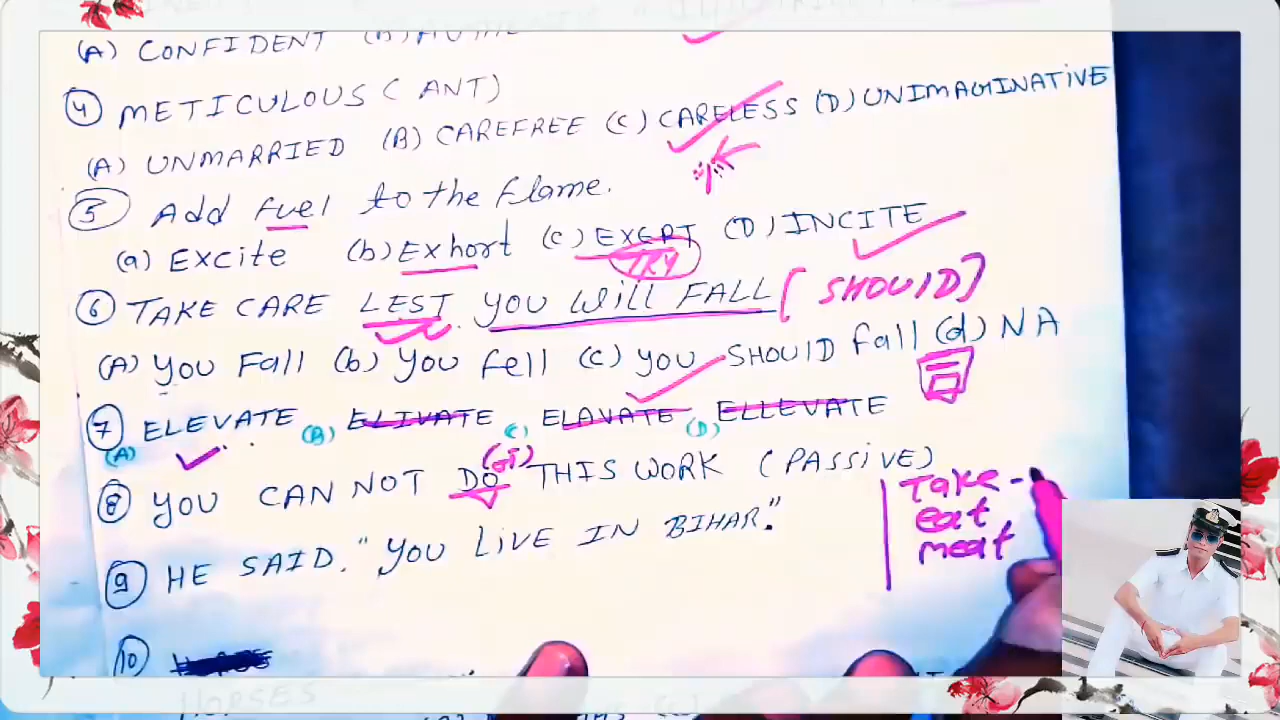 (A) CONFIDENT (B)
(4) METICULOUS ( ANT)
(A) UNMARRIED (B) CAREFREE (C) CARELESS (D) UNIMAGINATIVE
(5) Add fuel to the flame.
(a) Excite (b) Exhort (c) EXERT (D) INCITE
TRY
(6) TAKE CARE LEST YOU Will FALL [SHOULD]
(A) You Fall (b) You fell (c) you SHOULD fall (d) NA
(7) ELEVATE ELIVATE ELAVATE ELLEVATE
(A) (B) (C) (D)
(8) YOU CAN NOT DO THIS WORK (PASSIVE)
Take -
eat
meat
(9) HE SAID. "YOU LIVE IN BIHAR."
(10)
HORSES